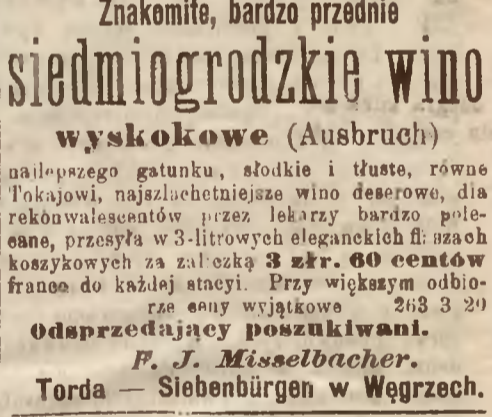 Znakomite, bardzo przednie
siedmiogrodzkie wino
wyskokowe (Ausbruch)
najlepszego gatunku, słodkie i tłuste, równe
Tokajowi, najszlachetniejsze wino deserowe, dla
rekonwalescentów przez lekarzy bardzo pole-
cane, przesyła w 3-litrowych eleganckich flaszach
koszykowych za zaliczką 3 złr. 60 centów
franco do każdej stacyi. Przy większym odbio-
rze ceny wyjątkowe 263 3 20
Odsprzedający poszukiwani.
F. J. Misselbacher.
Torda — Siebenbürgen w Węgrzech.